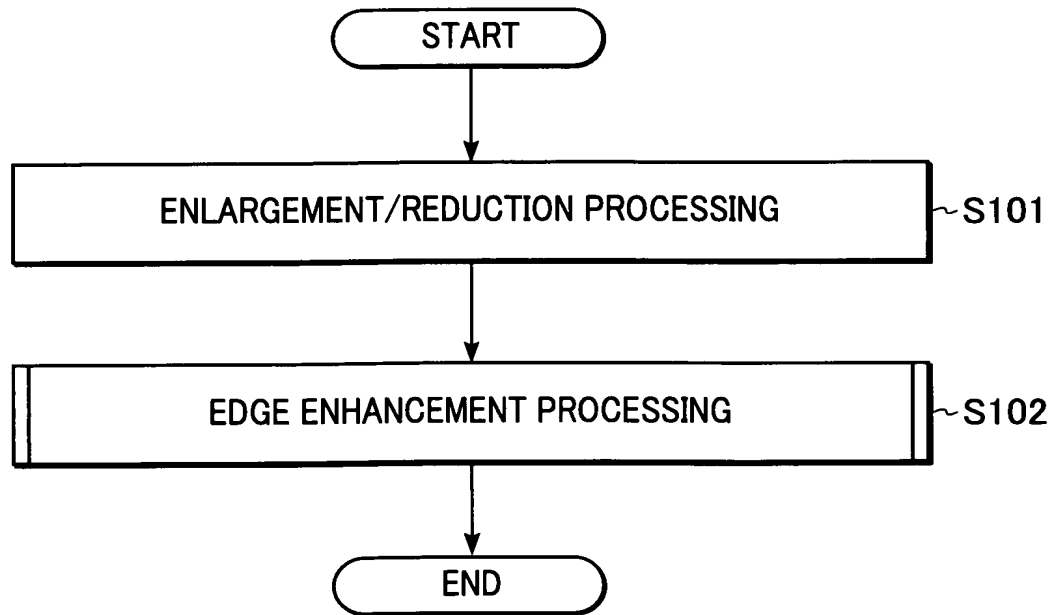 START
ENLARGEMENT/REDUCTION PROCESSING
S101
EDGE ENHANCEMENT PROCESSING
S102
END